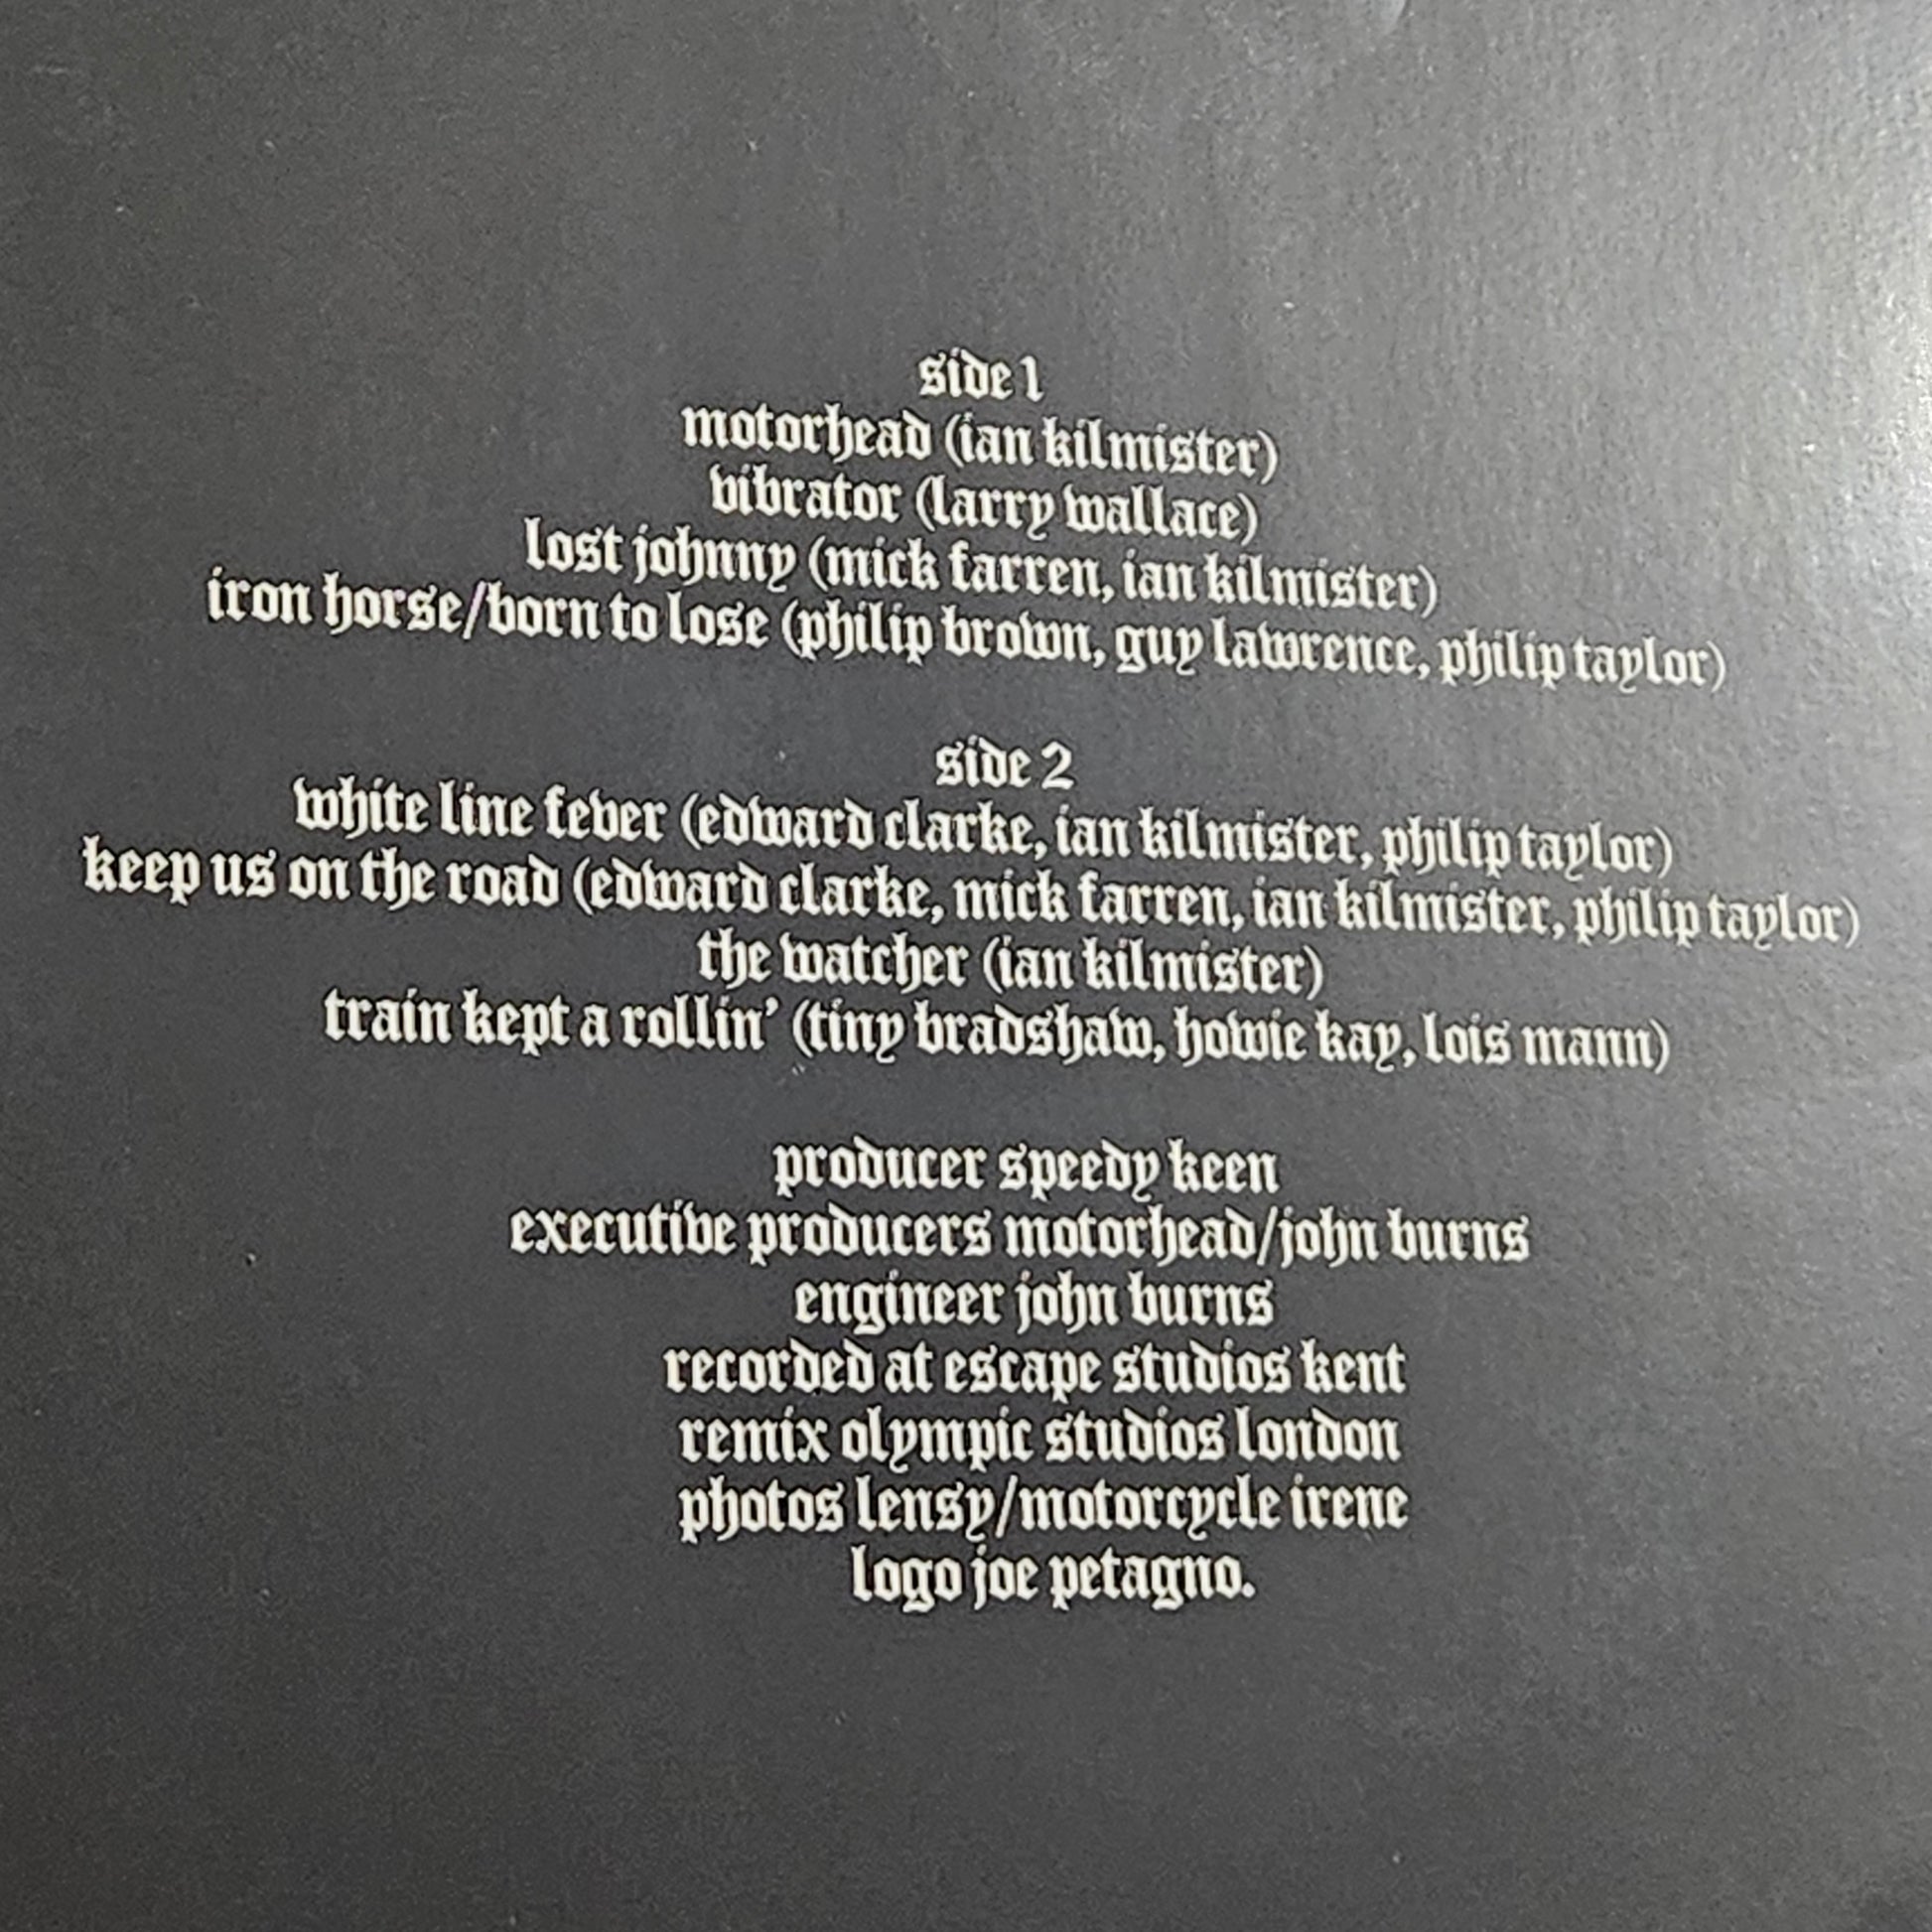 side 1
motorhead (ian kilmister)
vibrator (larry wallace)
lost johnny (mick farren, ian kilmister)
iron horse/born to lose (philip brown, guy lawrence, philip taylor)
side 2
white line fever (edward clarke, ian kilmister, philip taylor)
keep us on the road (edward clarke, mick farren, ian kilmister, philip taylor)
the watcher (ian kilmister)
train kept a rollin' (tiny bradshaw, howie kay, lois mann)
producer speedy keen
executive producers motorhead/john burns
engineer john burns
recorded at escape studios kent
remix olympic studios london
photos lensy/motorcycle irene
logo joe petagno.